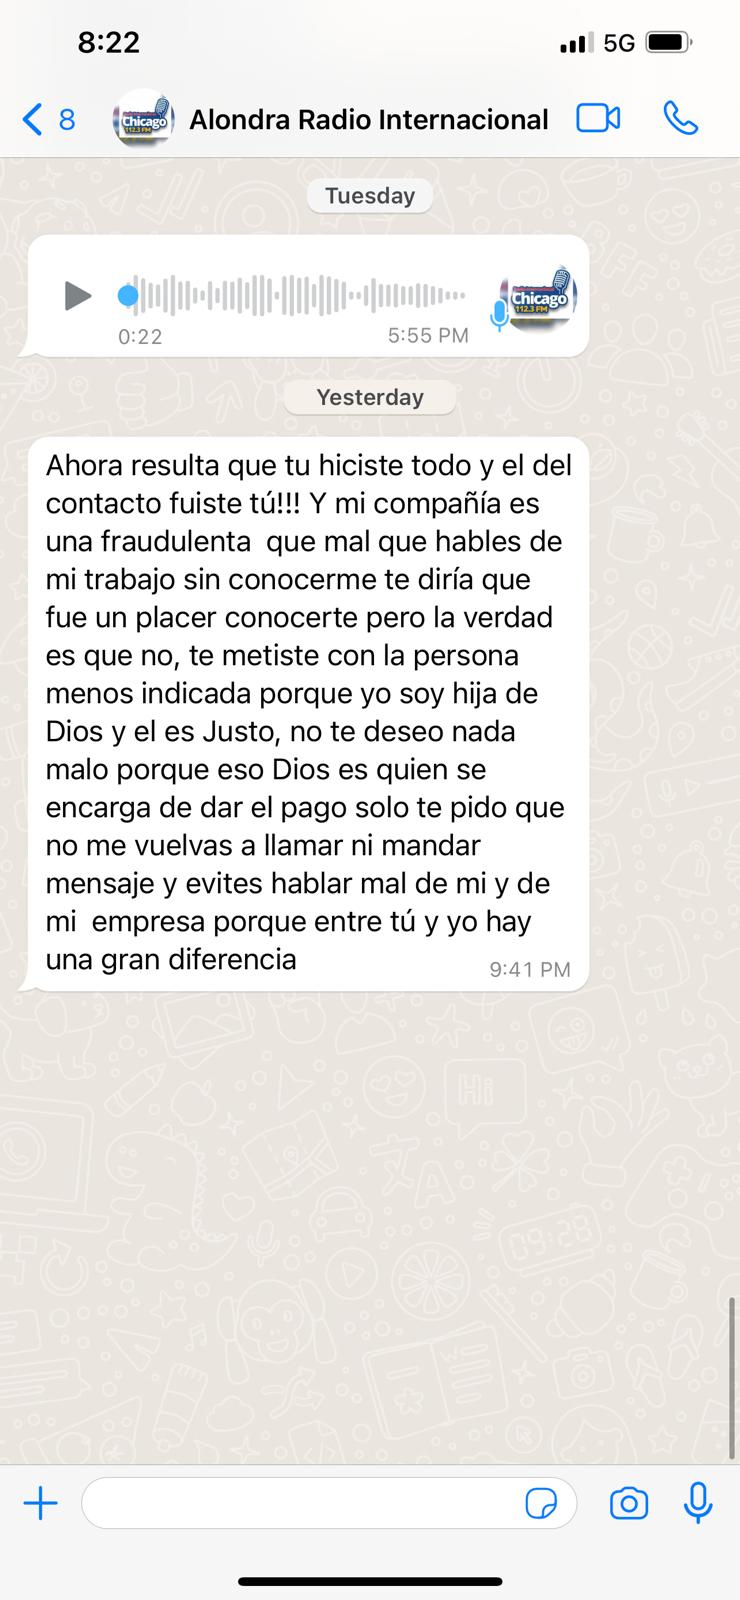 8:22
5G
8
Alondra Radio Internacional
Chicago
112.3 FM
Tuesday
0:22
5:55 PM
Chicago
112.3 FM
Yesterday
Ahora resulta que tu hiciste todo y el del
contacto fuiste tú!!! Y mi compañía es
una fraudulenta  que mal que hables de
mi trabajo sin conocerme te diría que
fue un placer conocerte pero la verdad
es que no, te metiste con la persona
menos indicada porque yo soy hija de
Dios y el es Justo, no te deseo nada
malo porque eso Dios es quien se
encarga de dar el pago solo te pido que
no me vuelvas a llamar ni mandar
mensaje y evites hablar mal de mi y de
mi  empresa porque entre tú y yo hay
una gran diferencia
9:41 PM
Hi
09:28